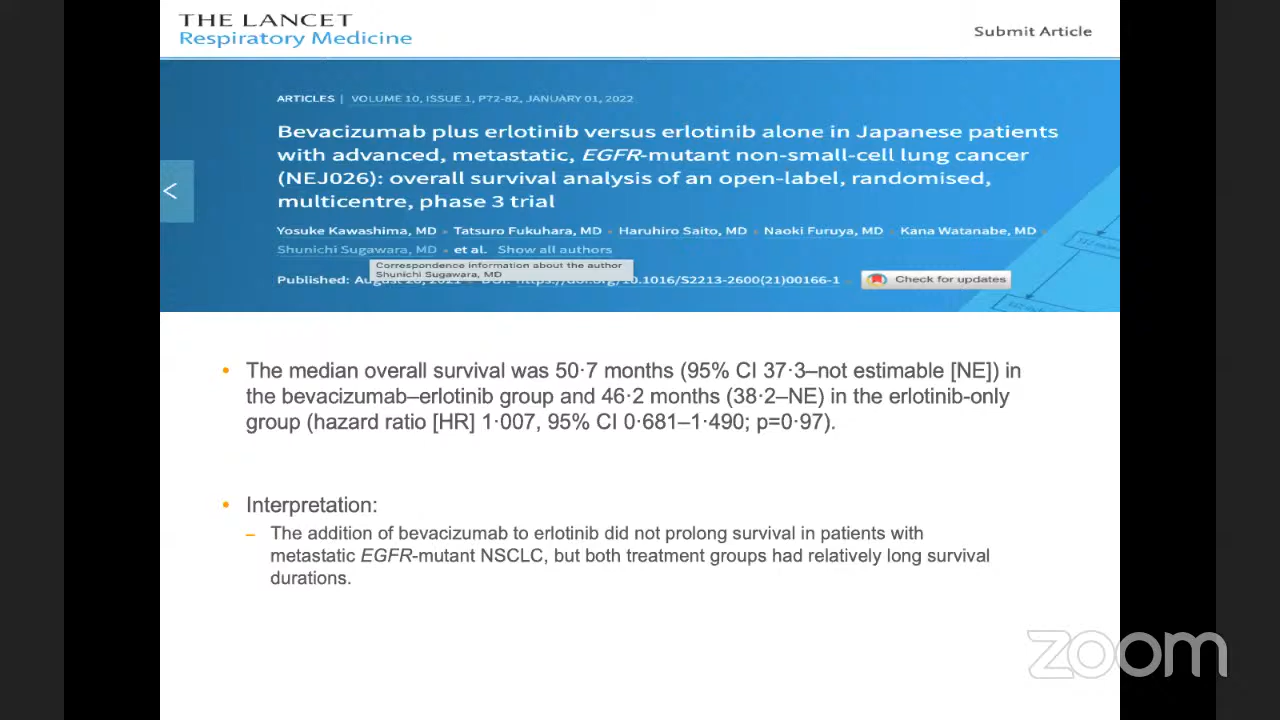 THE LANCET
Respiratory Medicine
Submit Article
ARTICLES | VOLUME 10, ISSUE 1, P72-82, JANUARY 01, 2022
Bevacizumab plus erlotinib versus erlotinib alone in Japanese patients
with advanced, metastatic, EGFR-mutant non-small-cell lung cancer
(NEJ026): overall survival analysis of an open-label, randomised,
multicentre, phase 3 trial
Yosuke Kawashima, MD • Tatsuro Fukuhara, MD • Haruhiro Saito, MD • Naoki Furuya, MD • Kana Watanabe, MD •
Shunichi Sugawara, MD • et al. Show all authors
Correspondence information about the author
Shunichi Sugawara, MD
Published: 10.1016/S2213-2600(21)00166-1 • Check for updates
<
• The median overall survival was 50·7 months (95% CI 37·3–not estimable [NE]) in
the bevacizumab–erlotinib group and 46·2 months (38·2–NE) in the erlotinib-only
group (hazard ratio [HR] 1·007, 95% CI 0·681–1·490; p=0·97).
• Interpretation:
– The addition of bevacizumab to erlotinib did not prolong survival in patients with
metastatic EGFR-mutant NSCLC, but both treatment groups had relatively long survival
durations.
zoom